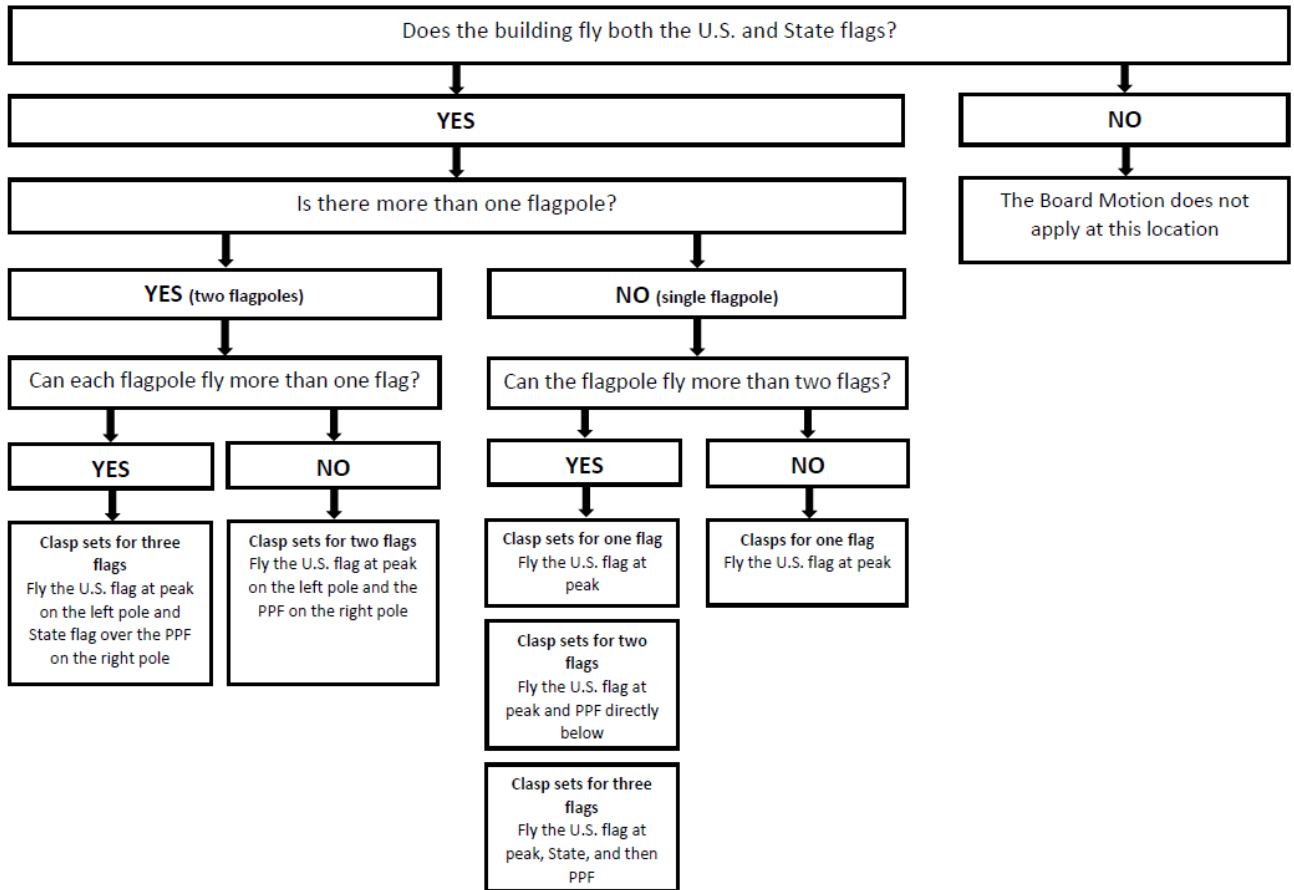 Does the building fly both the U.S. and State flags?
YES
NO
Is there more than one flagpole?
The Board Motion does not
apply at this location
YES (two flagpoles)
NO (single flagpole)
Can each flagpole fly more than one flag?
Can the flagpole fly more than two flags?
YES
NO
YES
NO
Clasp sets for three
flags
Fly the U.S. flag at peak
on the left pole and
State flag over the PPF
on the right pole
Clasp sets for two flags
Fly the U.S. flag at peak
on the left pole and the
PPF on the right pole
Clasp sets for one flag
Fly the U.S. flag at
peak
Clasps for one flag
Fly the U.S. flag at peak
Clasp sets for two
flags
Fly the U.S. flag at
peak and PPF directly
below
Clasp sets for three
flags
Fly the U.S. flag at
peak, State, and then
PPF